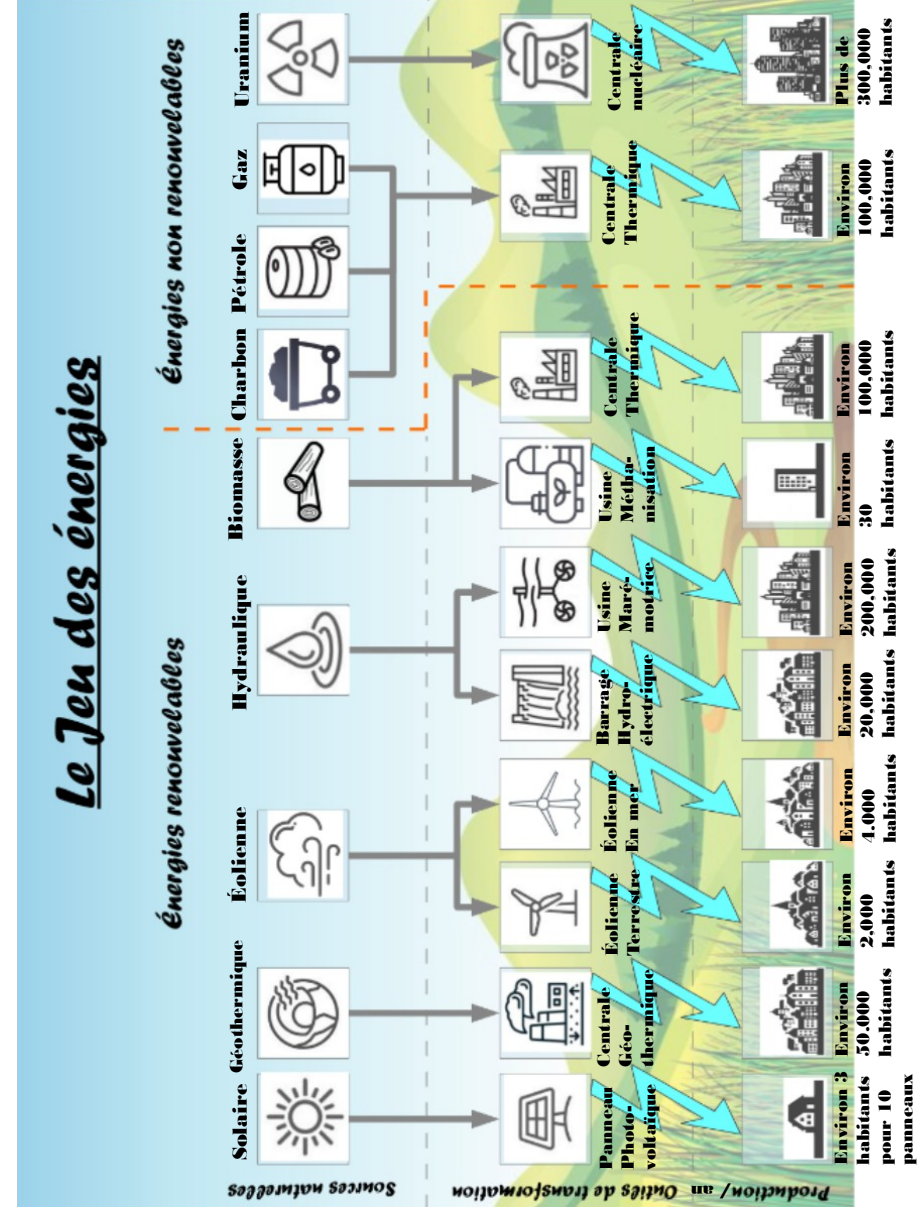 Le Jeu des énergies
Énergies renouvelables
Énergies non renouvelables
Sources naturelles
Solaire
Géothermique
Éolienne
Hydraulique
Biomasse
Charbon
Pétrole
Gaz
Uranium
Outils de transformation
Panneau
Photo-
voltaïque
Centrale
Géo-
thermique
Éolienne
Terrestre
Éolienne
En mer
Barrage
Hydro-
électrique
Usine
Maré-
motrice
Usine
Métha-
nisation
Centrale
Thermique
Centrale
Thermique
Centrale
nucléaire
Production/an
Environ 3
habitants
pour 10
panneaux
Environ
50.000
habitants
Environ
2,000
habitants
Environ
4.000
habitants
Environ
20,000
habitants
Environ
200,000
habitants
Environ
30
habitants
Environ
100,000
habitants
Environ
100,000
habitants
Plus de
300,000
habitants